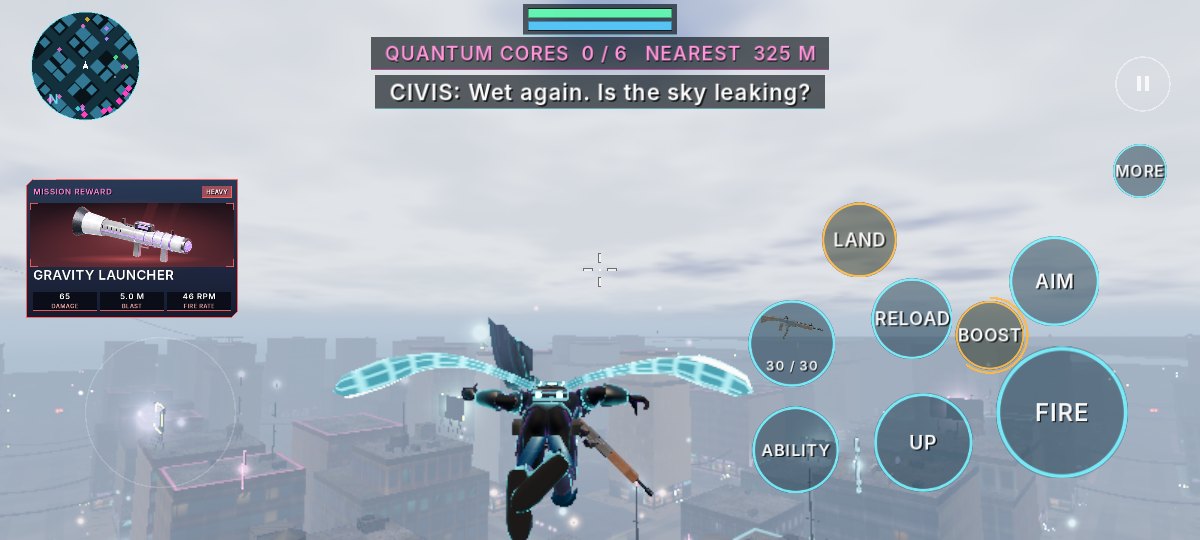 QUANTUM CORES 0 / 6 NEAREST 325 M
CIVIS: Wet again. Is the sky leaking?
MORE
MISSION REWARD
HEAVY
GRAVITY LAUNCHER
65 5.0 M 46 RPM
DAMAGE BLAST FIRE RATE
LAND
AIM
RELOAD
BOOST
30 / 30
FIRE
UP
ABILITY